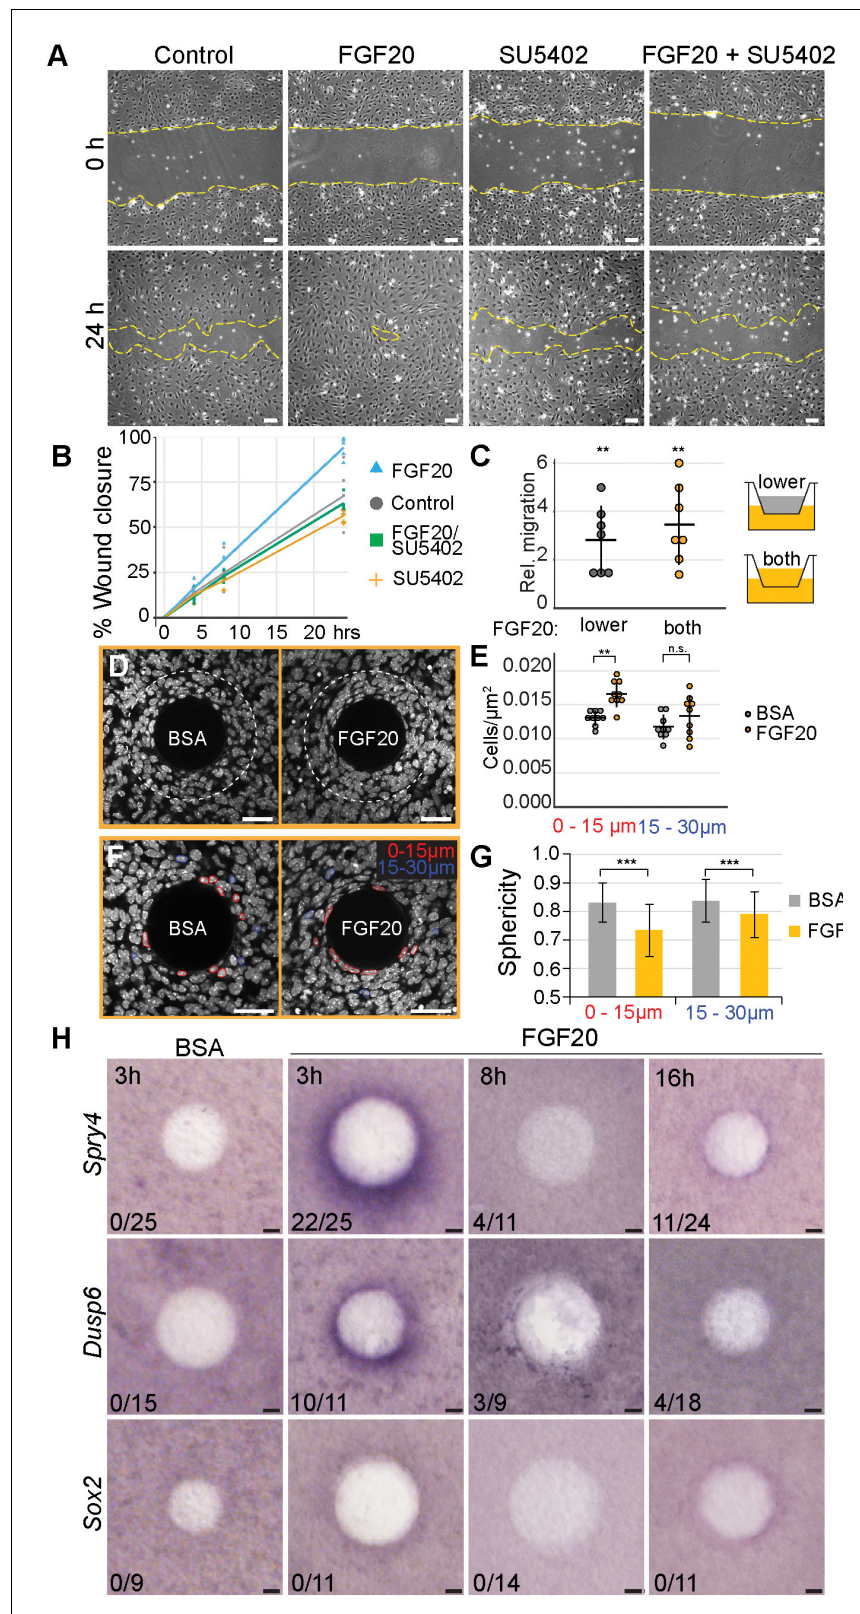 A
Control
FGF20
SU5402
FGF20 + SU5402
0 h
24 h
B
% Wound closure
100
75
50
25
0
0
5
10
15
20
hrs
FGF20
Control
FGF20/
SU5402
SU5402
C
Rel. migration
6
4
.2
0
**
**
FGF20:
lower
both
lower
both
D
BSA
FGF20
E
Cells/µm²
0.020
0.015
0.010
0.005
0.000
**
n.s.
BSA
FGF20
0 - 15 µm
15 - 30µm
F
BSA
FGF20
0-15µm
15-30µm
G
Sphericity
1.0
0.9
0.8
0.7
0.6
0.5
***
***
BSA
FGF
0 - 15µm
15 - 30µm
H
BSA
FGF20
3h
3h
8h
16h
Spry4
0/25
22/25
4/11
11/24
Dusp6
0/15
10/11
3/9
4/18
Sox2
0/9
0/11
0/14
0/11